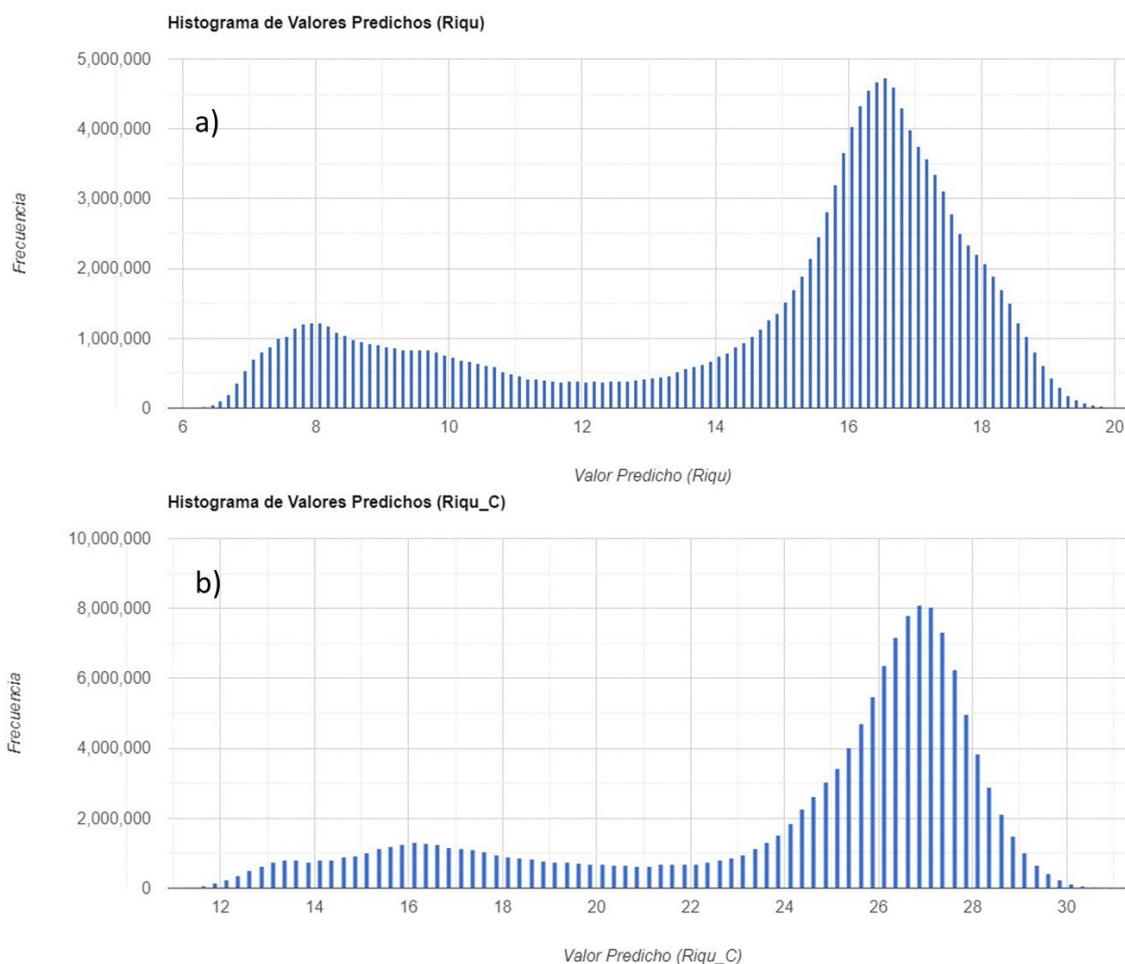 Histograma de Valores Predichos (Riqu)
5,000,000
a)
4,000,000
3,000,000
Frecuencia
2,000,000
1,000,000
0
6 8 10 12 14 16 18 20
Valor Predicho (Riqu)
Histograma de Valores Predichos (Riqu_C)
10,000,000
b)
8,000,000
6,000,000
Frecuencia
4,000,000
2,000,000
0
12 14 16 18 20 22 24 26 28 30
Valor Predicho (Riqu_C)